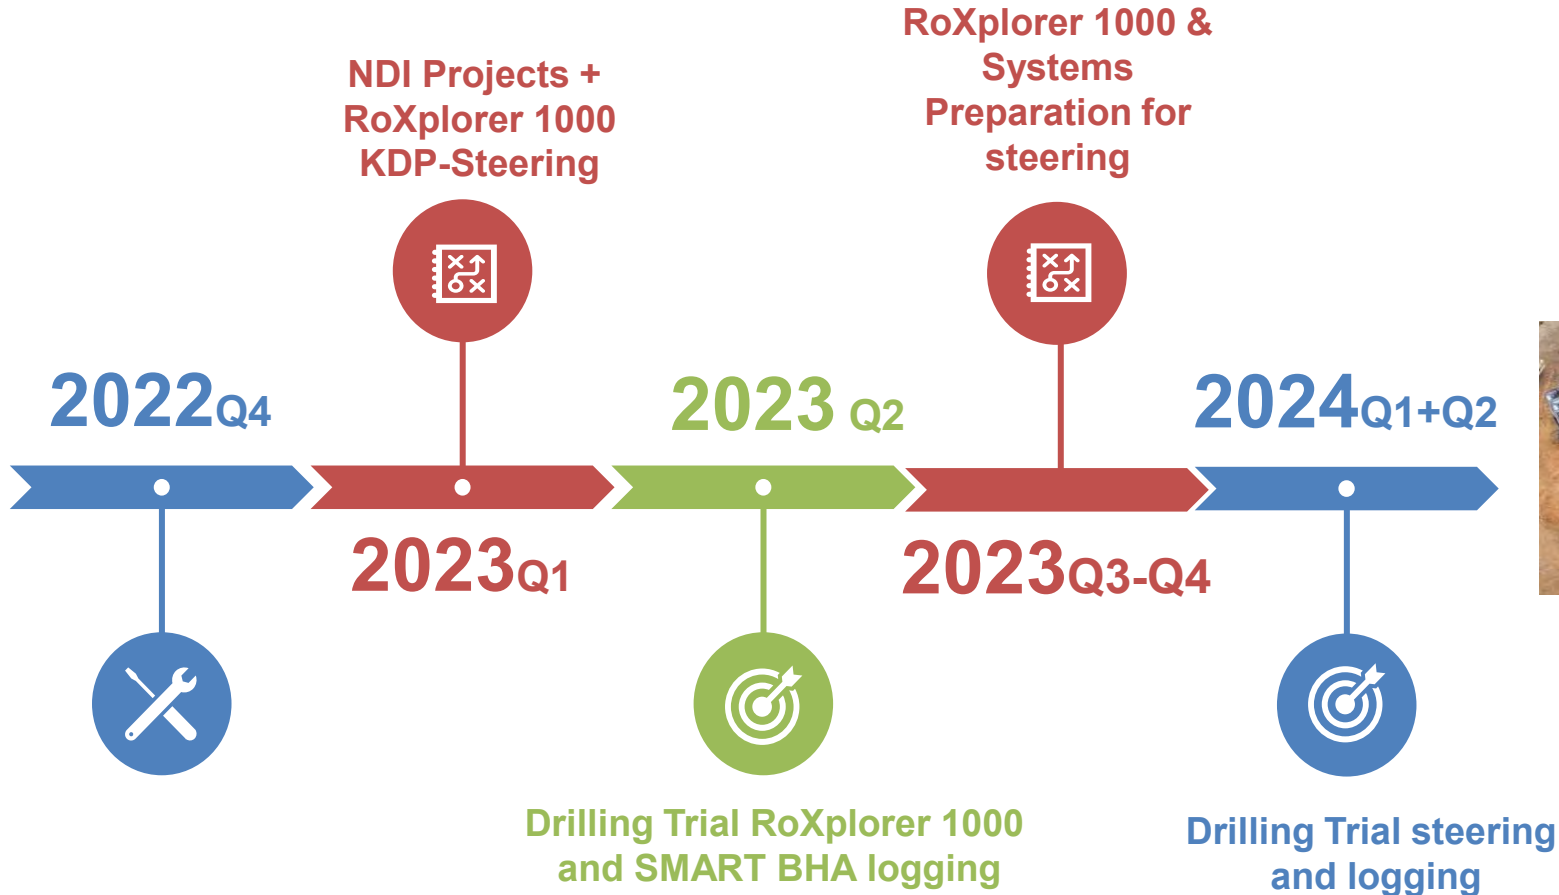 NDI Projects +
RoXplorer 1000
KDP-Steering
RoXplorer 1000 &
Systems
Preparation for
steering
2022Q4
2023 Q2
2024Q1+Q2
2023Q1
2023Q3-Q4
Drilling Trial RoXplorer 1000
and SMART BHA logging
Drilling Trial steering
and logging